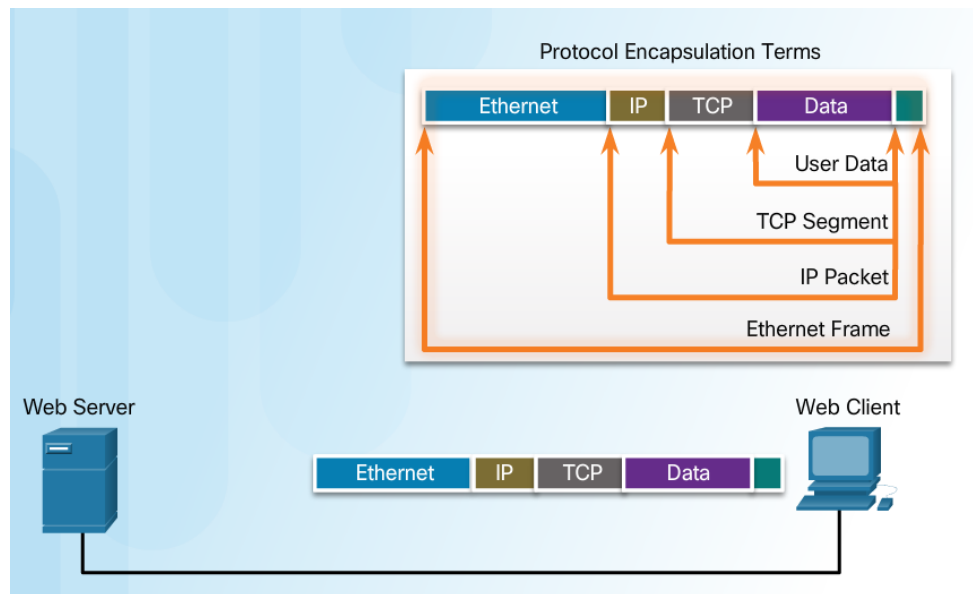 Protocol Encapsulation Terms
Ethernet IP TCP Data
User Data
TCP Segment
IP Packet
Ethernet Frame
Web Server
Web Client
Ethernet IP TCP Data